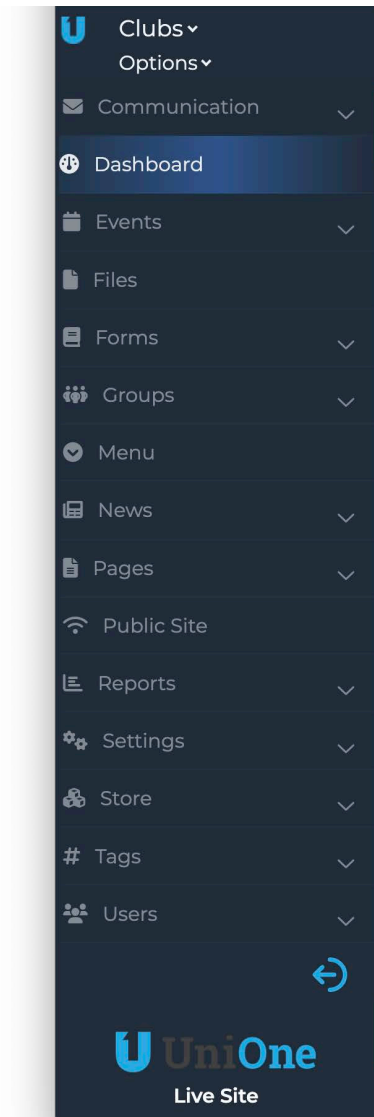 Clubs
Options
Communication
Dashboard
Events
Files
Forms
Groups
Menu
News
Pages
Public Site
Reports
Settings
Store
# Tags
Users
UniOne
Live Site